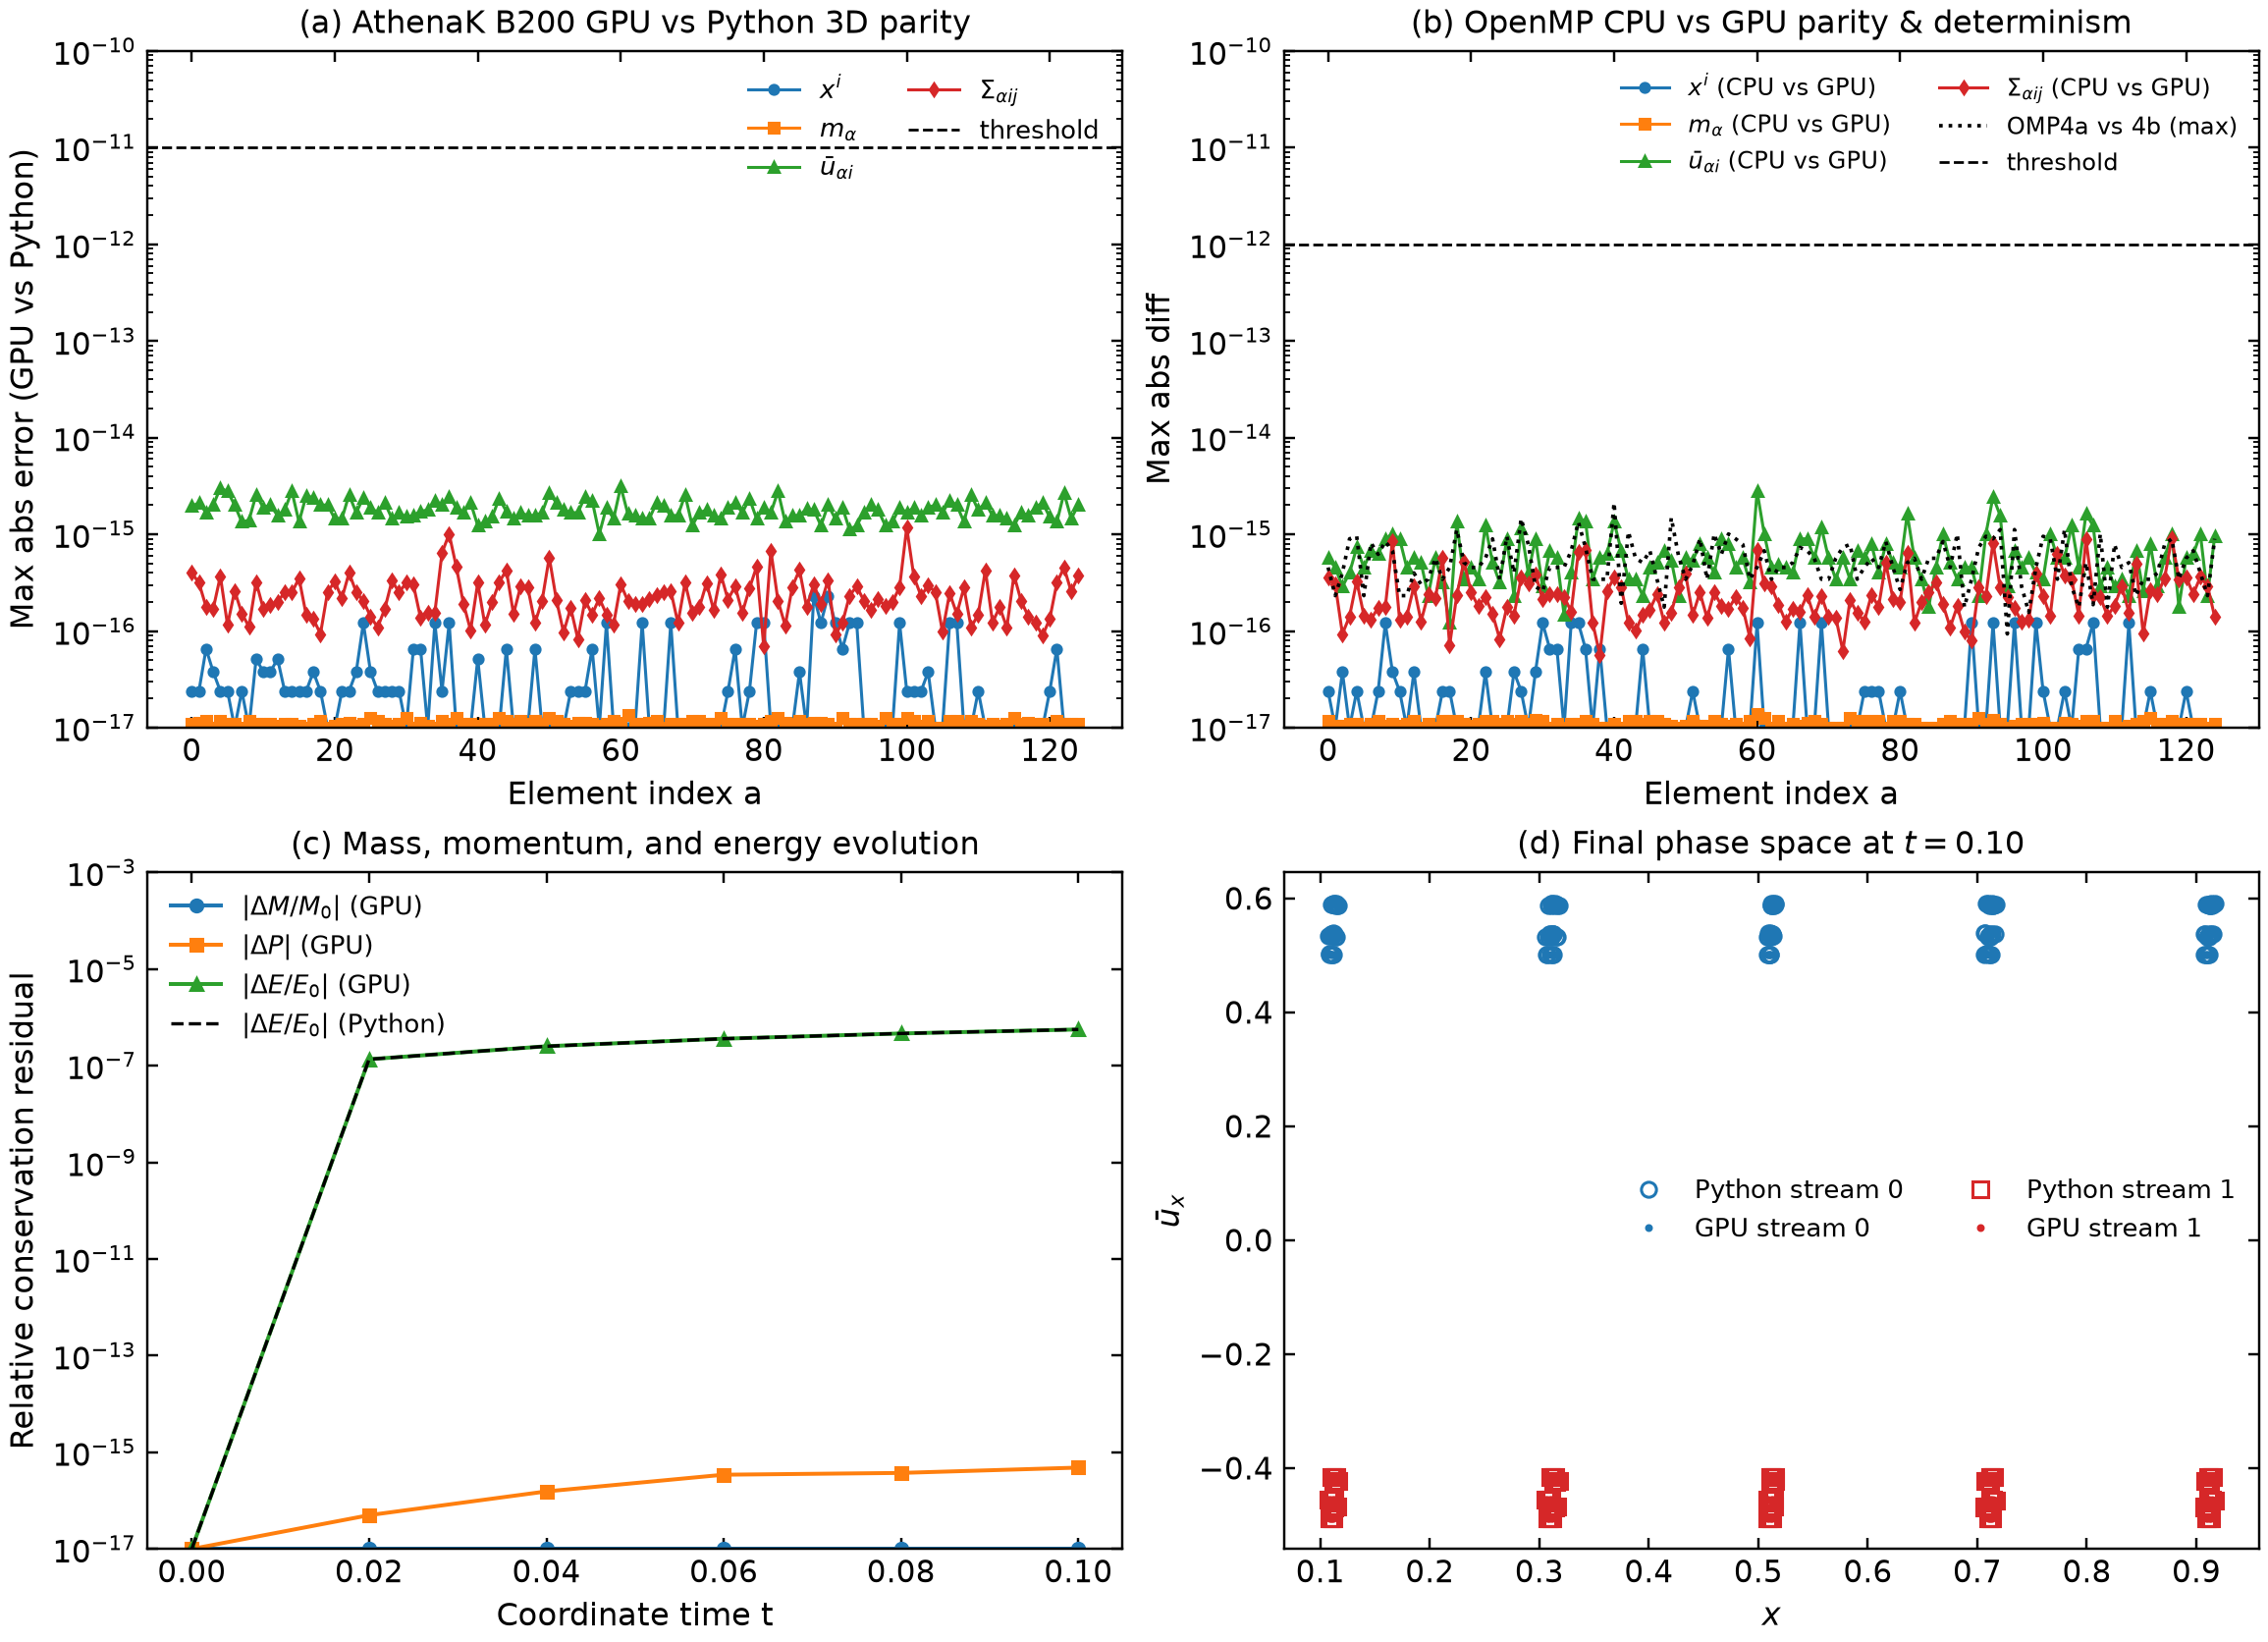 (a) AthenaK B200 GPU vs Python 3D parity
Max abs error (GPU vs Python)
10⁻¹⁰
10⁻¹¹
10⁻¹²
10⁻¹³
10⁻¹⁴
10⁻¹⁵
10⁻¹⁶
10⁻¹⁷
xⁱ
m_α
ū_αi
Σ_αij
threshold
0 20 40 60 80 100 120
Element index a
(b) OpenMP CPU vs GPU parity & determinism
Max abs diff
10⁻¹⁰
10⁻¹¹
10⁻¹²
10⁻¹³
10⁻¹⁴
10⁻¹⁵
10⁻¹⁶
10⁻¹⁷
xⁱ (CPU vs GPU)
m_α (CPU vs GPU)
ū_αi (CPU vs GPU)
Σ_αij (CPU vs GPU)
OMP4a vs 4b (max)
threshold
0 20 40 60 80 100 120
Element index a
(c) Mass, momentum, and energy evolution
Relative conservation residual
10⁻³
10⁻⁵
10⁻⁷
10⁻⁹
10⁻¹¹
10⁻¹³
10⁻¹⁵
10⁻¹⁷
|ΔM/M₀| (GPU)
|ΔP| (GPU)
|ΔE/E₀| (GPU)
|ΔE/E₀| (Python)
0.00 0.02 0.04 0.06 0.08 0.10
Coordinate time t
(d) Final phase space at t = 0.10
ū_x
0.6
0.4
0.2
0.0
−0.2
−0.4
Python stream 0
GPU stream 0
Python stream 1
GPU stream 1
0.1 0.2 0.3 0.4 0.5 0.6 0.7 0.8 0.9
x